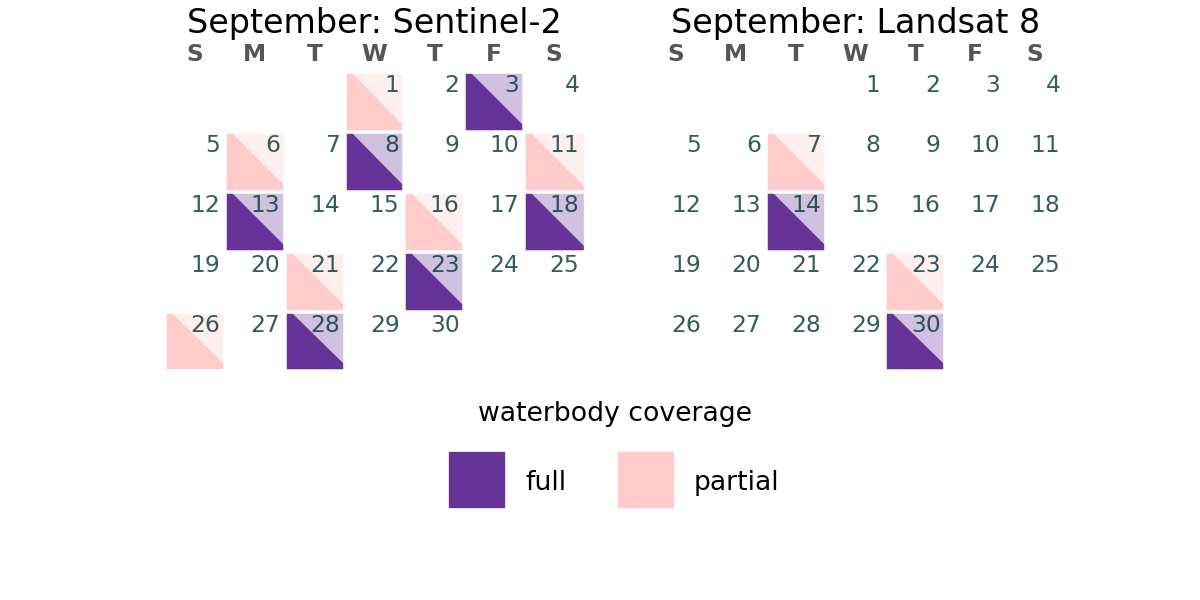 September: Sentinel-2
S M T W T F S
1 2 3 4
5 6 7 8 9 10 11
12 13 14 15 16 17 18
19 20 21 22 23 24 25
26 27 28 29 30
September: Landsat 8
S M T W T F S
1 2 3 4
5 6 7 8 9 10 11
12 13 14 15 16 17 18
19 20 21 22 23 24 25
26 27 28 29 30
waterbody coverage
full partial